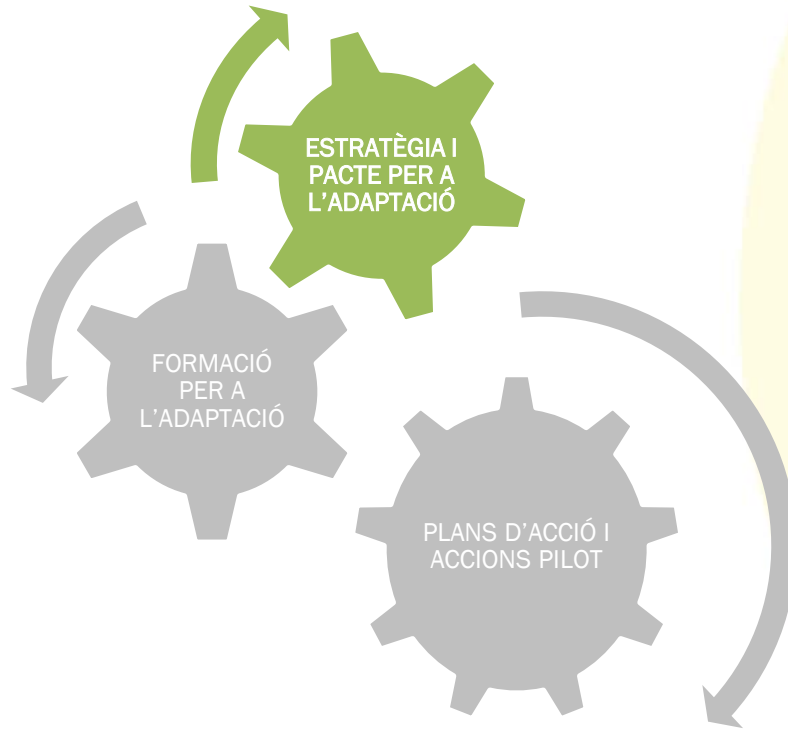 ESTRATÈGIA I
PACTE PER A
L'ADAPTACIÓ
FORMACIÓ
PER A
L'ADAPTACIÓ
PLANS D'ACCIÓ I
ACCIONS PILOT